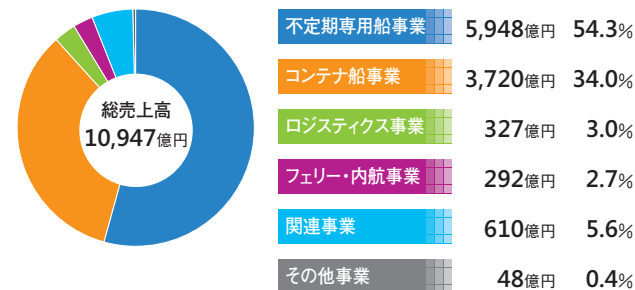 総売上高
10,947億円
不定期専用船事業 5,948億円 54.3%
コンテナ船事業 3,720億円 34.0%
ロジスティクス事業 327億円 3.0%
フェリー・内航事業 292億円 2.7%
関連事業 610億円 5.6%
その他事業 48億円 0.4%